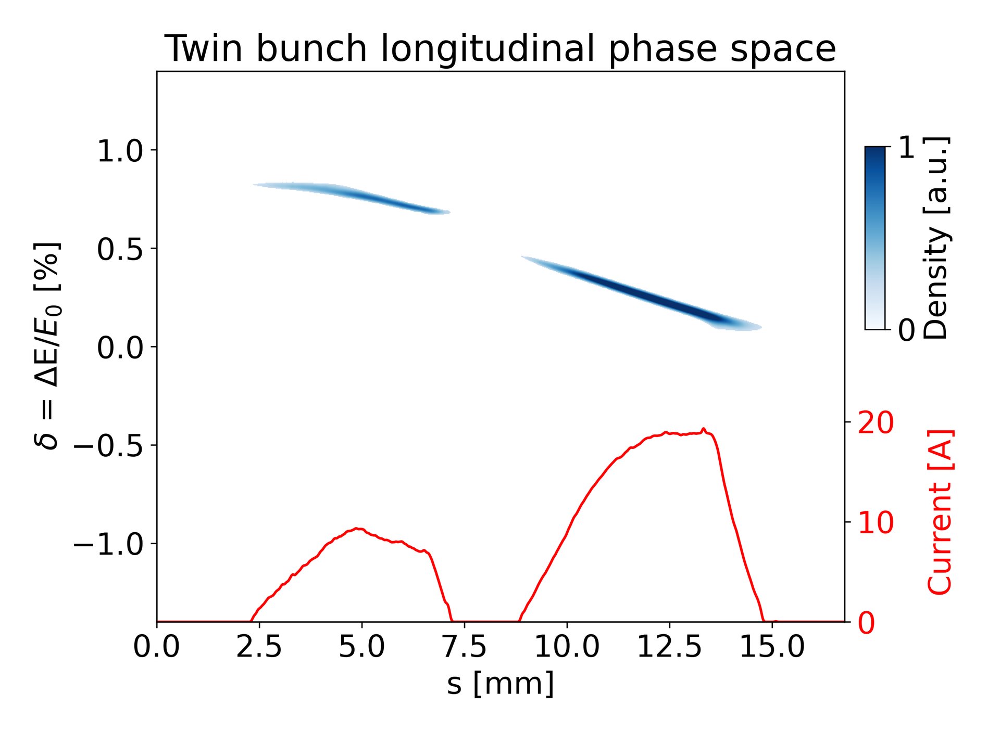 Twin bunch longitudinal phase space
1.0
0.5
0.0
−0.5
−1.0
δ = ΔE/E₀ [%]
1
0
Density [a.u.]
20
10
0
Current [A]
0.0 2.5 5.0 7.5 10.0 12.5 15.0
s [mm]